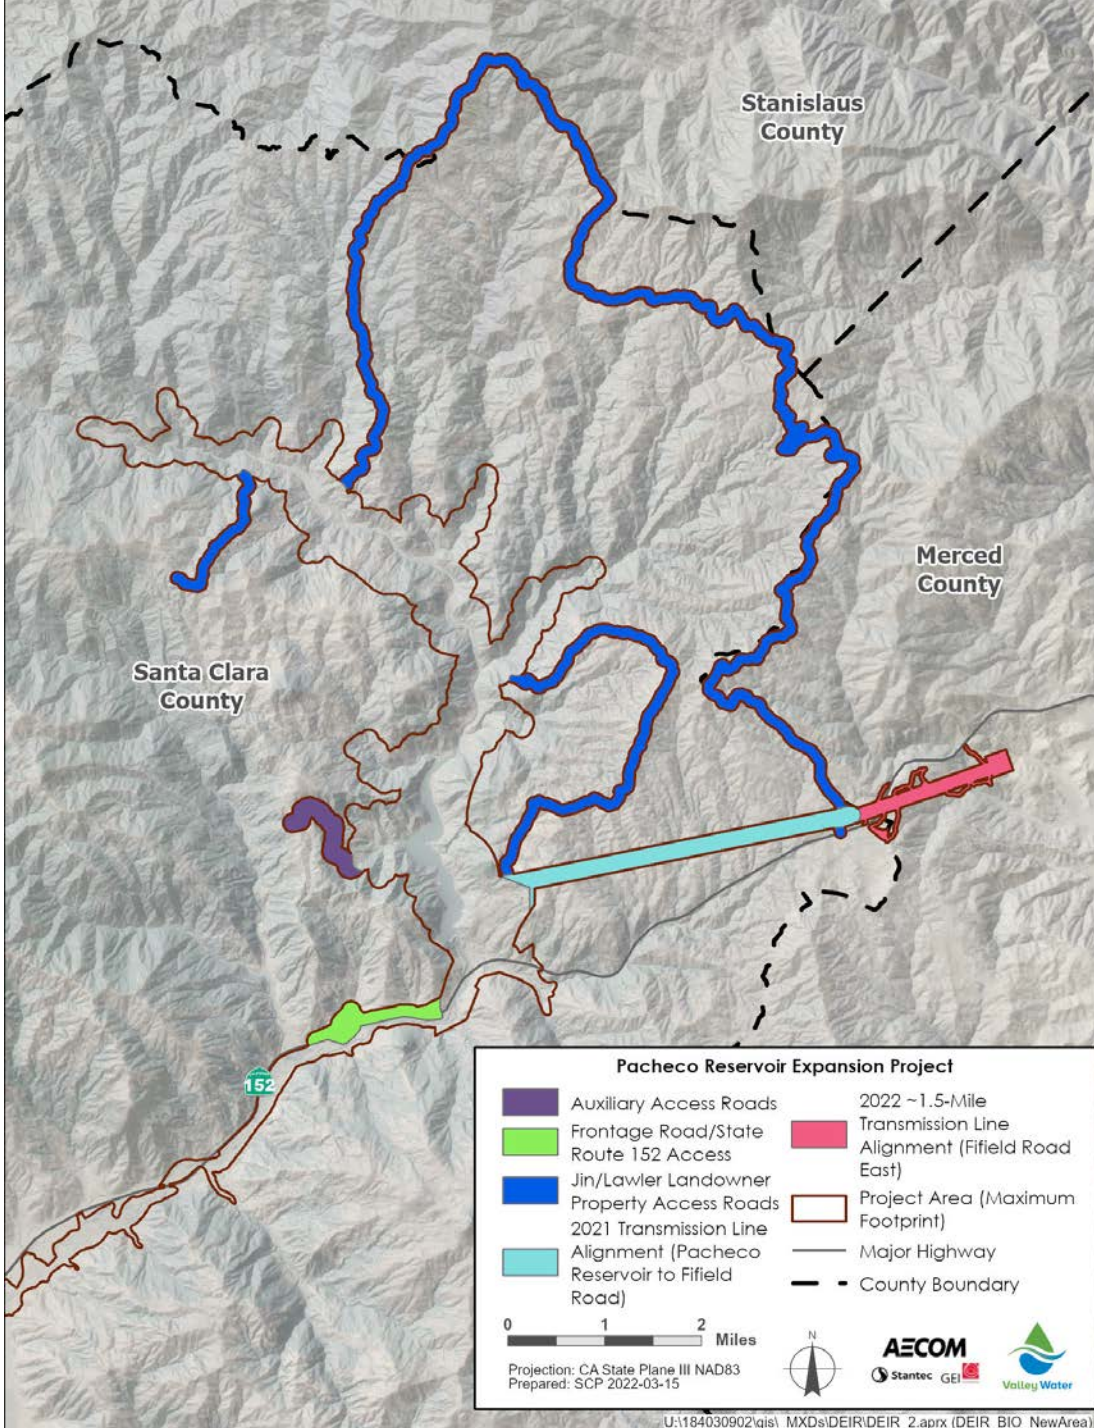 Stanislaus
County
Merced
County
Santa Clara
County
152
Pacheco Reservoir Expansion Project
Auxiliary Access Roads
Frontage Road/State
Route 152 Access
Jin/Lawler Landowner
Property Access Roads
2021 Transmission Line
Alignment (Pacheco
Reservoir to Fifield
Road)
2022 ~1.5-Mile
Transmission Line
Alignment (Fifield Road
East)
Project Area (Maximum
Footprint)
Major Highway
County Boundary
0 1 2
Miles
Projection: CA State Plane III NAD83
Prepared: SCP 2022-03-15
N
AECOM
Stantec GEI
Valley Water
U:\184030902\gis\_MXDs\DEIR\DEIR_2.aprx (DEIR_BIO_NewArea)